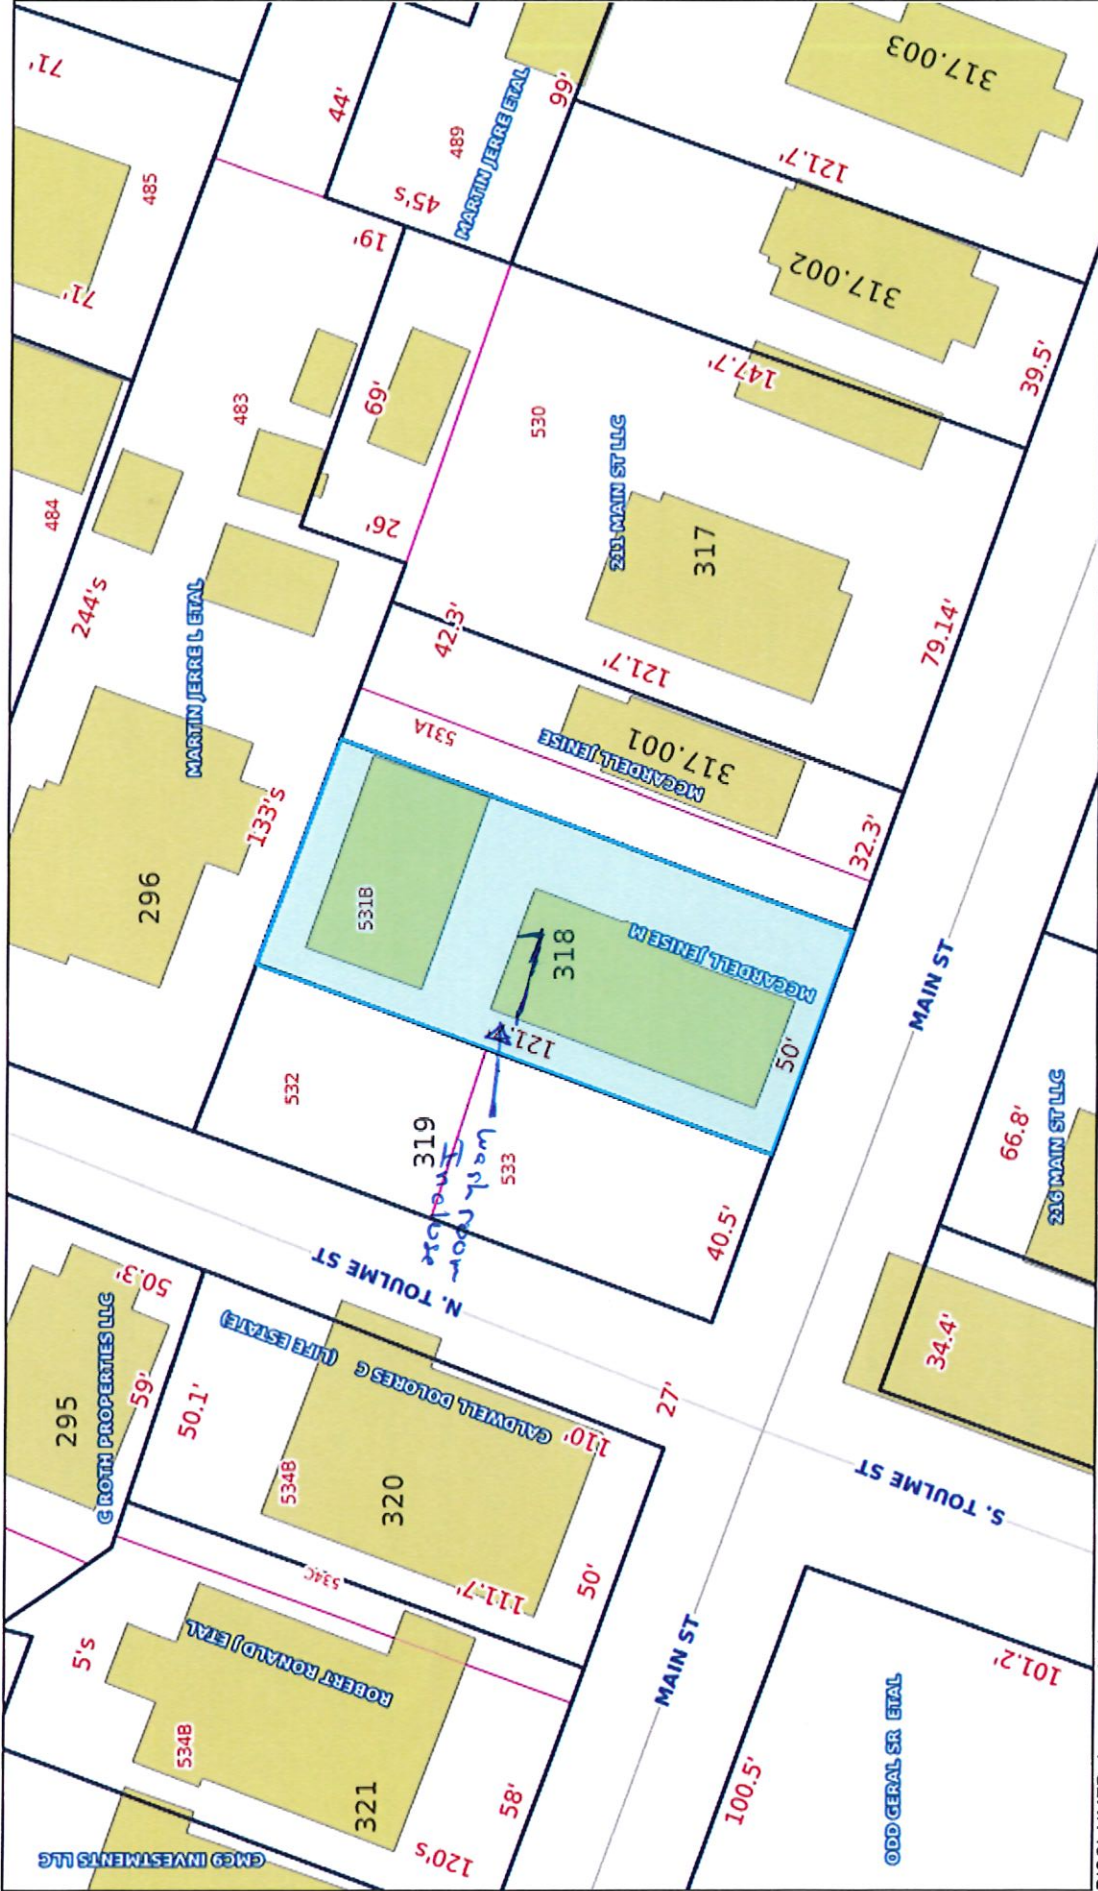 71'
485
71'
484
244's
44'
489
MARTIN JERRE ETAL
99'
45's
19'
483
69'
26'
MARTIN JERRE L ETAL
133's
296
317.003
121.7'
317.002
147.7'
39.5'
530
211 MAIN ST LLC
317
42.3'
121.7'
79.14'
531A
317.001
MCCARDELL JENISE
32.3'
531B
318
MCCARDELL JENISE M
50'
MAIN ST
532
319
533
wash room
40.5'
N. TOULME ST
66.8'
216 MAIN ST LLC
34.4'
27'
S. TOULME ST
50.3'
C ROTH PROPERTIES LLC
295
59'
50.1'
CALDWELL DOLORES C (LIFE ESTATE)
110'
534B
320
534C
111.7'
50'
ROBERT RONALD J ETAL
5's
534B
321
58'
120's
CMC9 INVESTMENTS LLC
MAIN ST
100.5'
101.2'
ODD GERAL SR ETAL